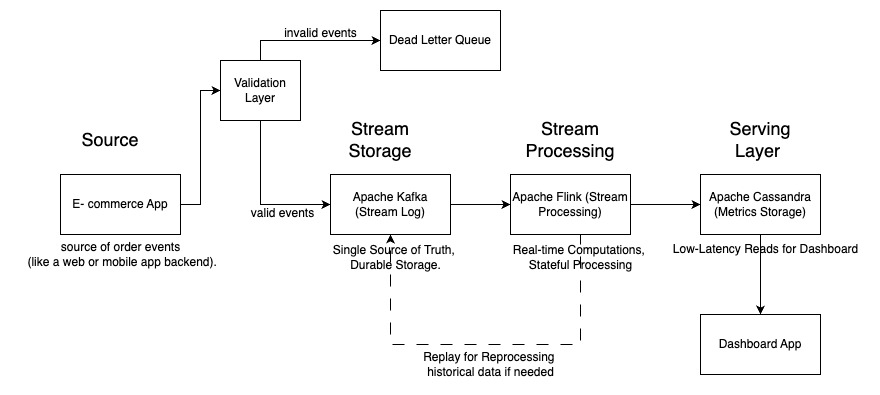 invalid events
Dead Letter Queue
Validation
Layer
Source
Stream
Storage
Stream
Processing
Serving
Layer
E- commerce App
valid events
Apache Kafka
(Stream Log)
Apache Flink (Stream
Processing)
Apache Cassandra
(Metrics Storage)
source of order events
(like a web or mobile app backend).
Single Source of Truth,
Durable Storage.
Real-time Computations,
Stateful Processing
Low-Latency Reads for Dashboard
Dashboard App
Replay for Reprocessing
historical data if needed